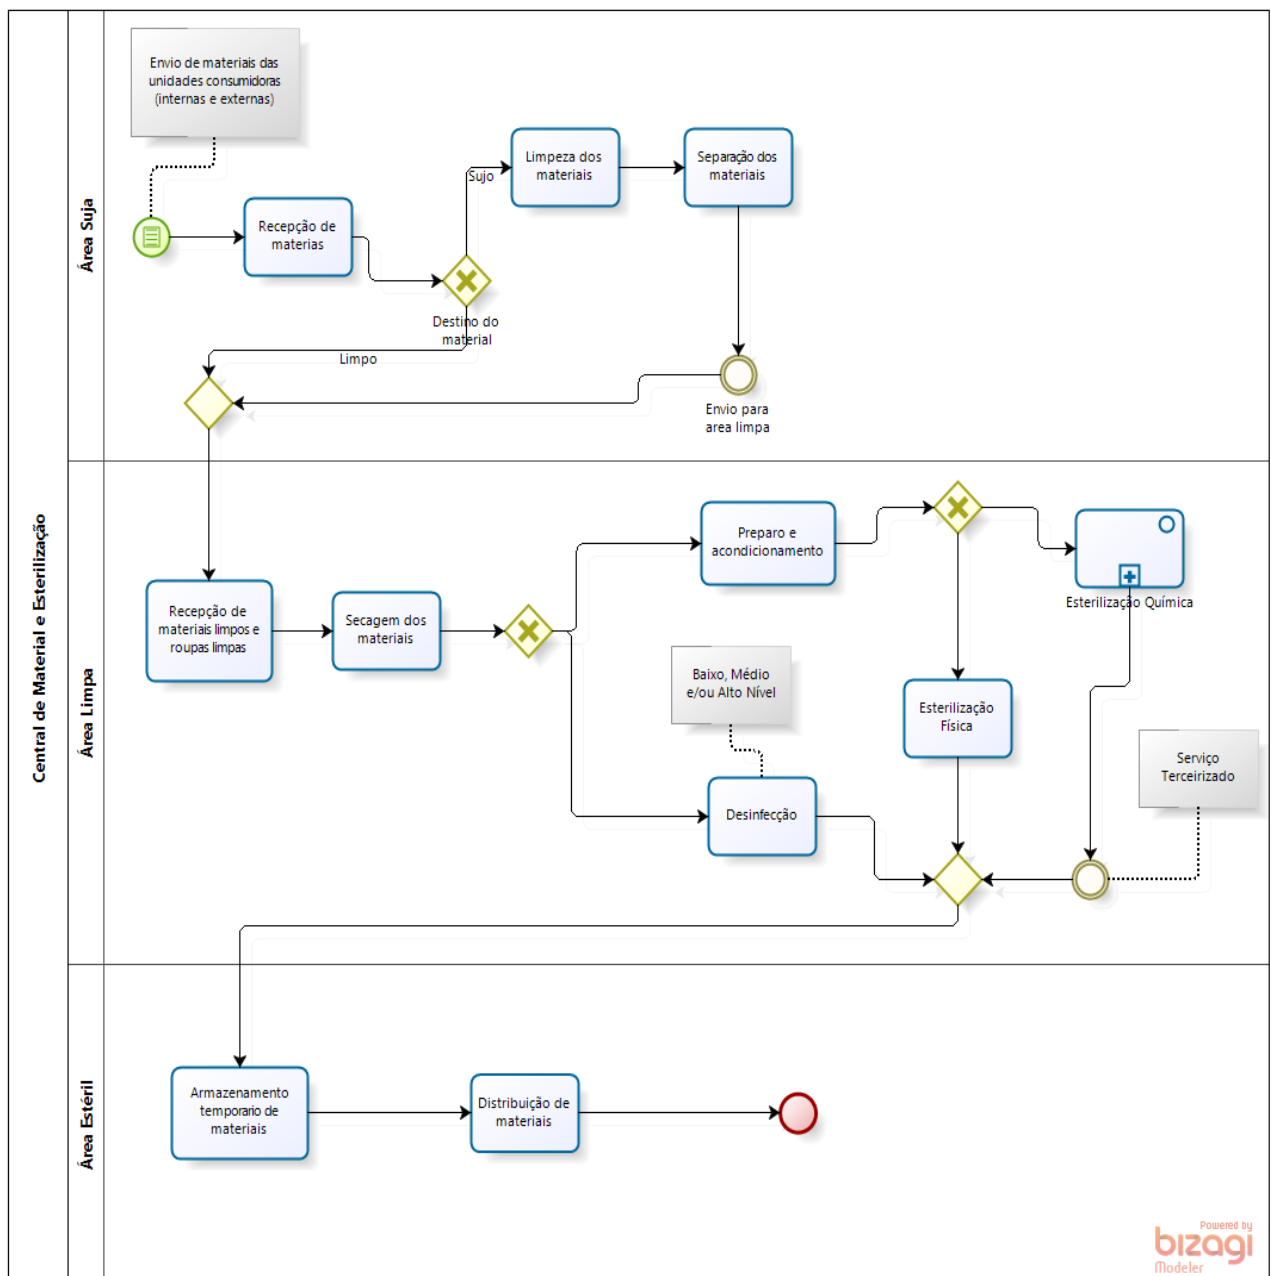 Central de Material e Esterilização
Área Suja
Envio de materiais das
unidades consumidoras
(internas e externas)
Recepção de
materias
Destino do
material
Sujo
Limpo
Limpeza dos
materiais
Separação dos
materiais
Envio para
area limpa
Área Limpa
Recepção de
materiais limpos e
roupas limpas
Secagem dos
materiais
Preparo e
acondicionamento
Esterilização Química
Baixo, Médio
e/ou Alto Nível
Esterilização
Física
Desinfecção
Serviço
Terceirizado
Área Estéril
Armazenamento
temporario de
materiais
Distribuição de
materiais
Powered by
bizagi
Modeler